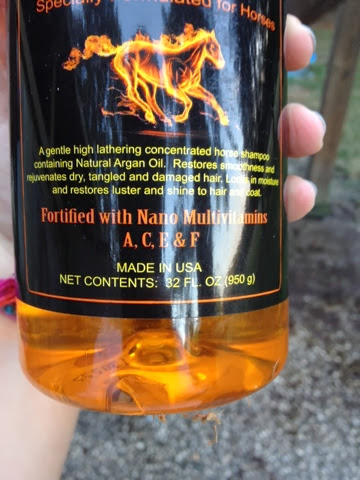 Specially Formulated for Horses
A gentle high lathering concentrated horse shampoo
containing Natural Argan Oil. Restores smoothness and
rejuvenates dry, tangled and damaged hair. Locks in moisture
and restores luster and shine to hair and coat.
Fortified with Nano Multivitamins
A, C, E & F
MADE IN USA
NET CONTENTS: 32 FL. OZ (950 g)